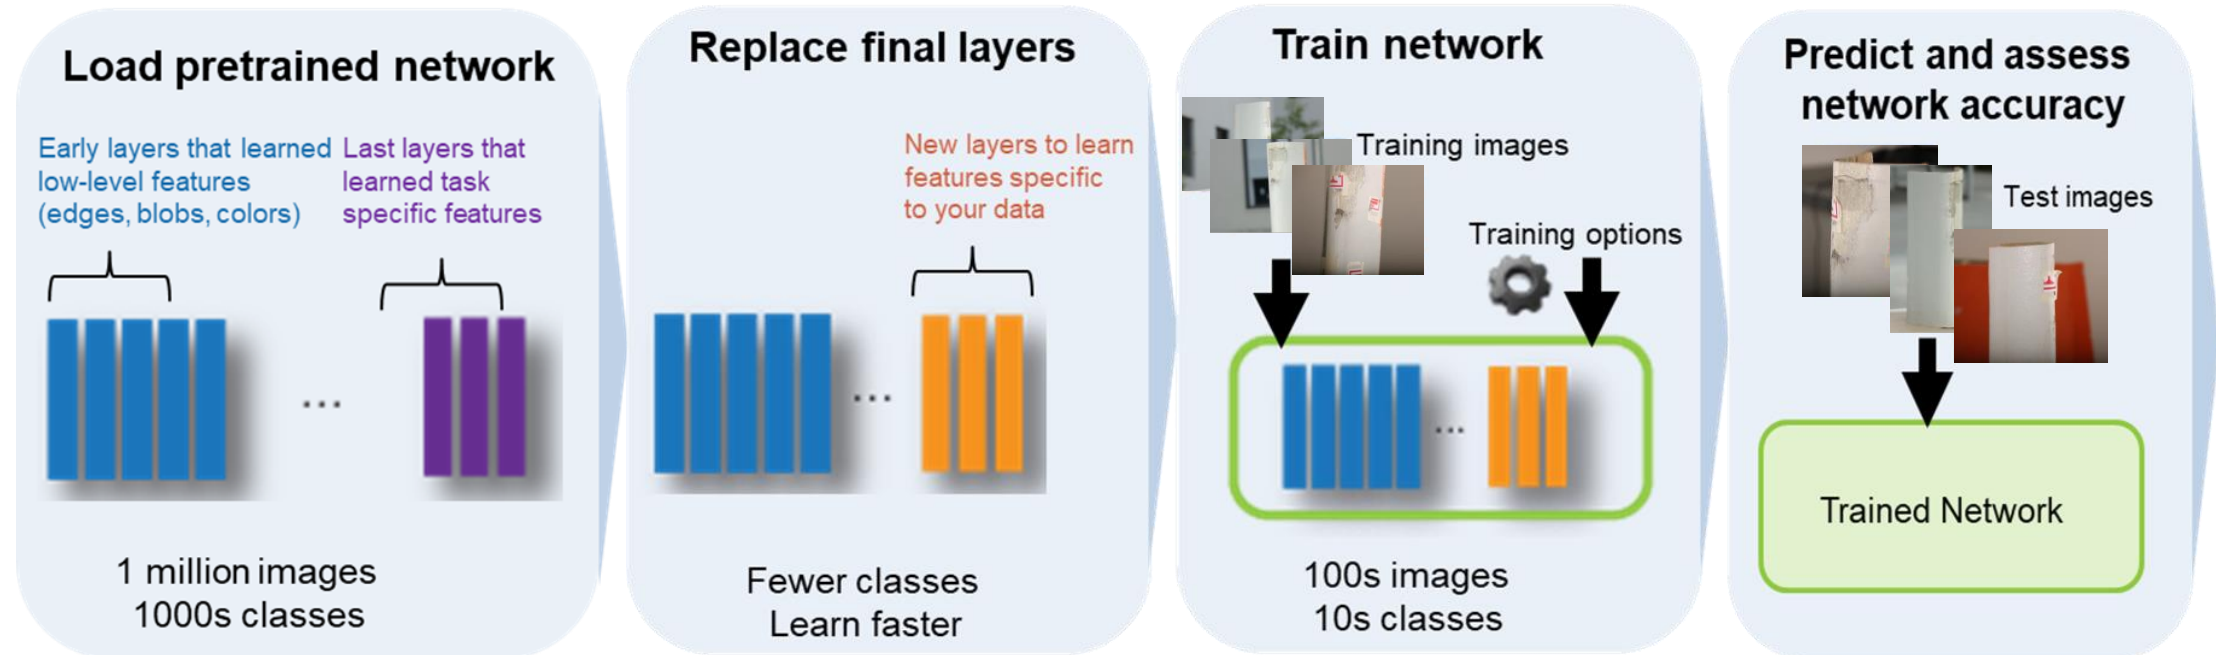 Load pretrained network
Early layers that learned
low-level features
(edges, blobs, colors)
Last layers that
learned task
specific features
...
1 million images
1000s classes
Replace final layers
New layers to learn
features specific
to your data
...
Fewer classes
Learn faster
Train network
Training images
Training options
...
100s images
10s classes
Predict and assess
network accuracy
Test images
Trained Network